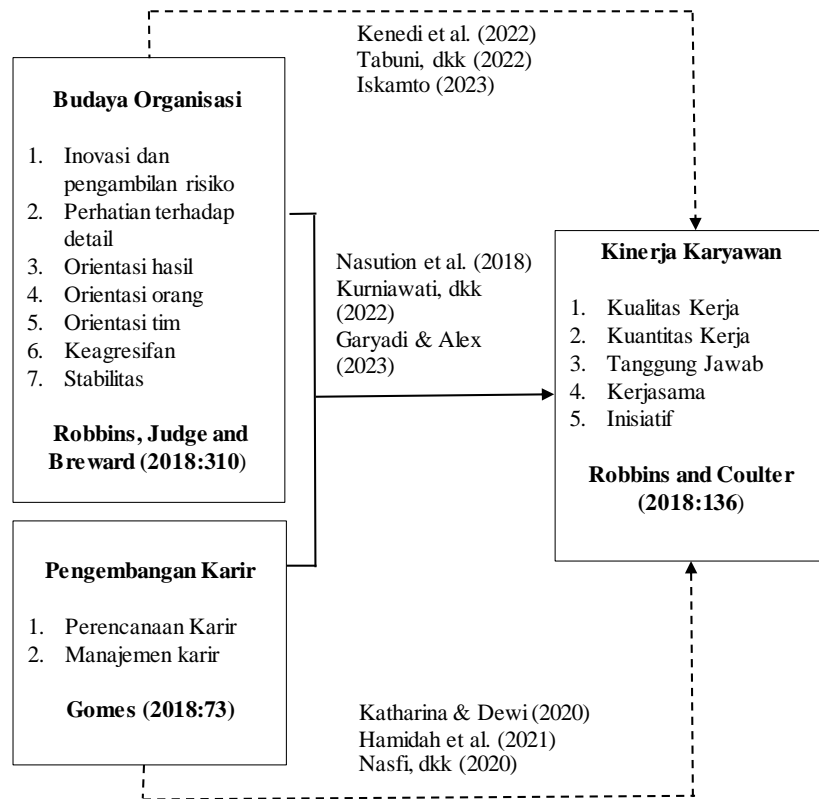 Kenedi et al. (2022)
Tabuni, dkk (2022)
Iskamto (2023)
Budaya Organisasi
1. Inovasi dan
pengambilan risiko
2. Perhatian terhadap
detail
3. Orientasi hasil
4. Orientasi orang
5. Orientasi tim
6. Keagresifan
7. Stabilitas
Robbins, Judge and
Breward (2018:310)
Nasution et al. (2018)
Kurniawati, dkk
(2022)
Garyadi & Alex
(2023)
Kinerja Karyawan
1. Kualitas Kerja
2. Kuantitas Kerja
3. Tanggung Jawab
4. Kerjasama
5. Inisiatif
Robbins and Coulter
(2018:136)
Pengembangan Karir
1. Perencanaan Karir
2. Manajemen karir
Gomes (2018:73)
Katharina & Dewi (2020)
Hamidah et al. (2021)
Nasfi, dkk (2020)